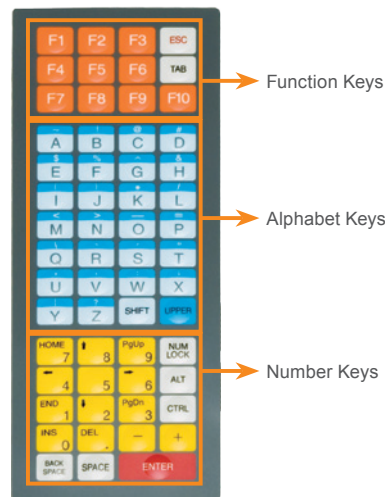 F1 F2 F3 ESC
F4 F5 F6 TAB
F7 F8 F9 F10
Function Keys
~ ! @ #
A B C D
$ % ^ &
E F G H
I J K L
< > — =
M N O P
Alphabet Keys
Q R S T
U V W X
?
Y Z SHIFT UPPER
HOME 7 ⬆ 8 PgUp 9 NUM LOCK
⬅ 4 5 ➡ 6 ALT
Number Keys
END 1 ⬇ 2 PgDn 3 CTRL
INS 0 DEL . − +
BACK SPACE SPACE ENTER